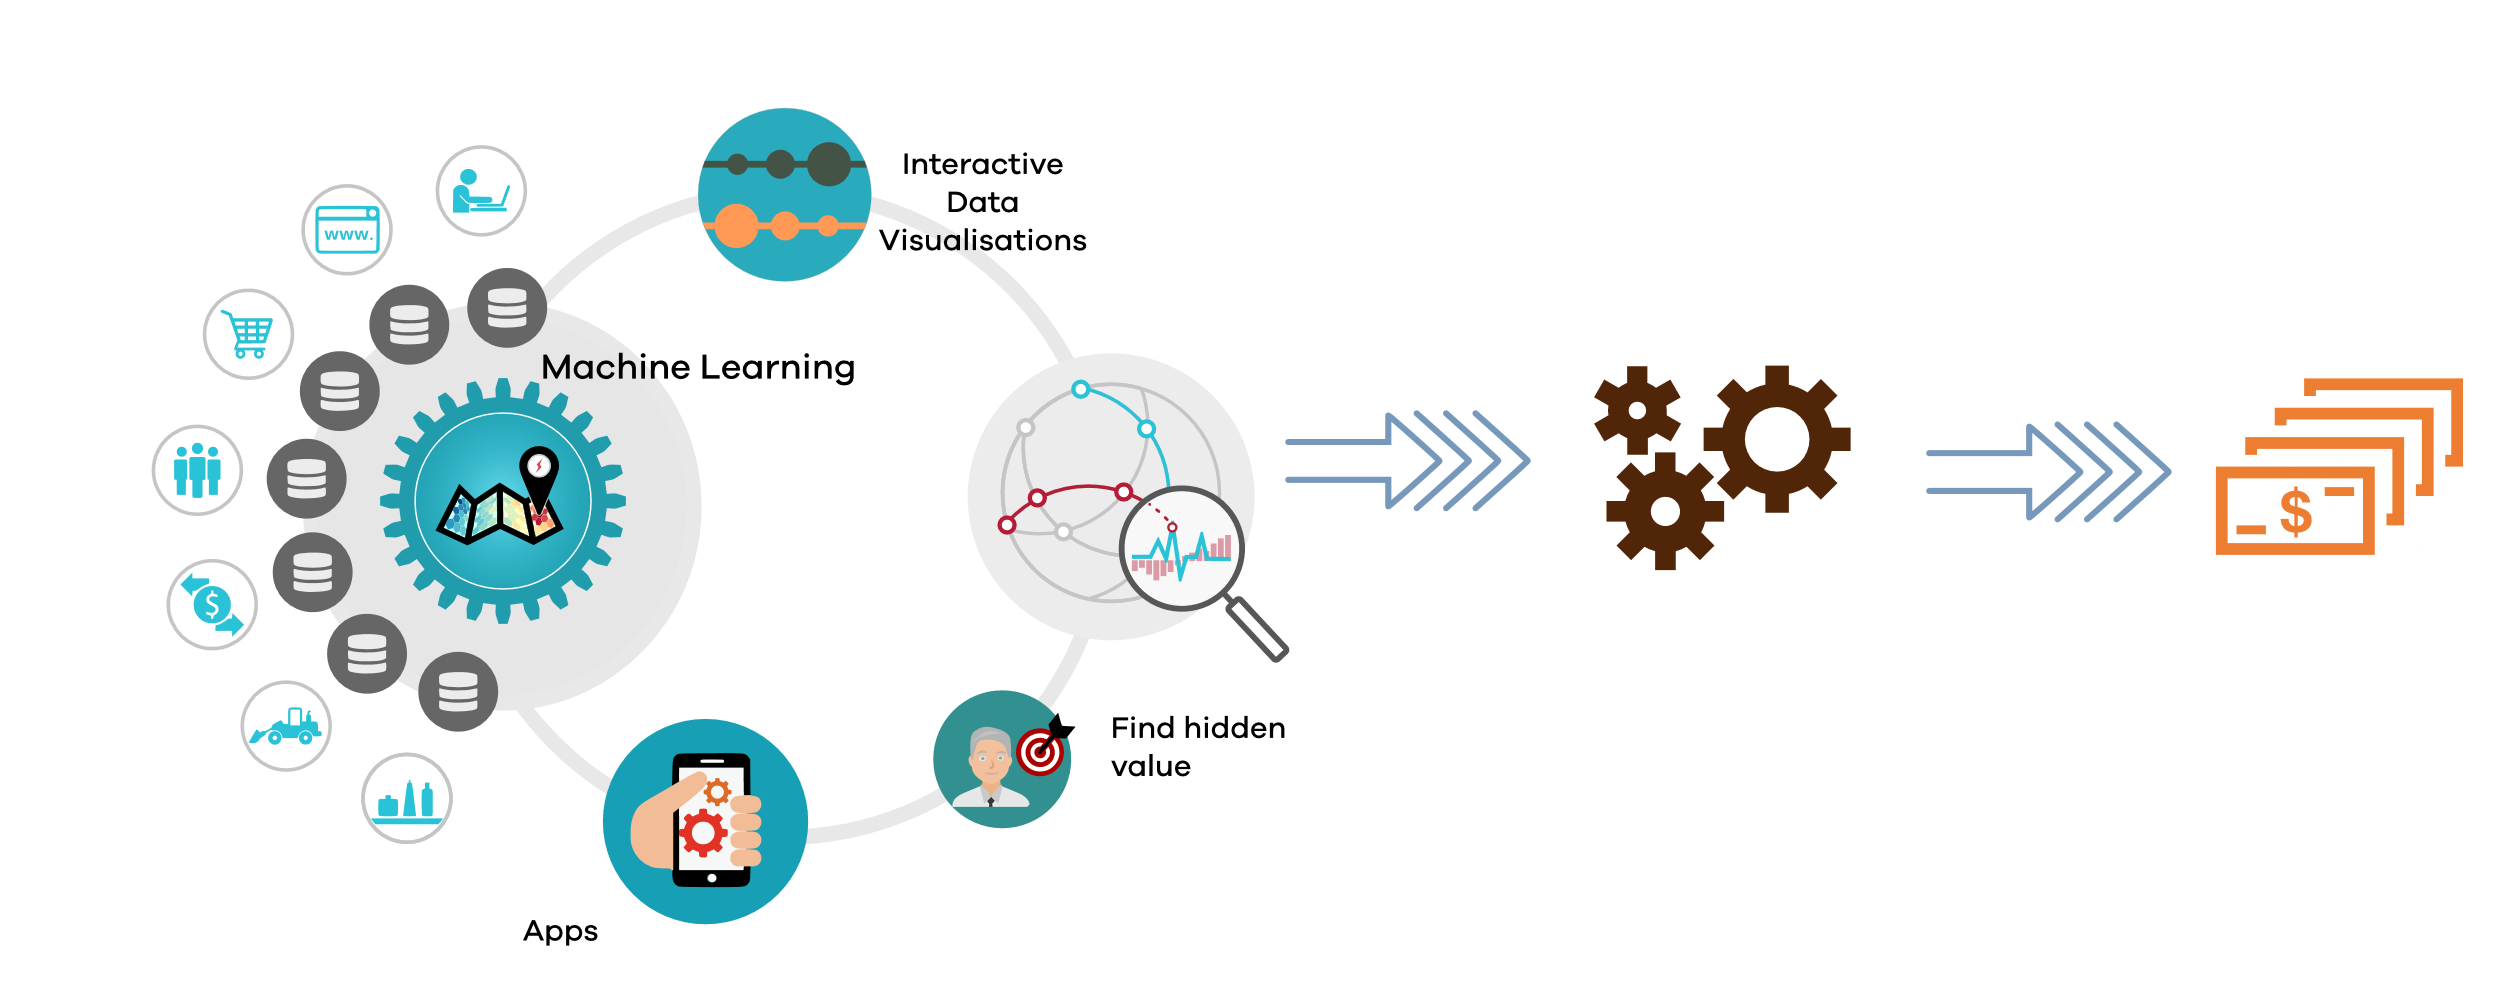 Interactive
Data
Visualisations
www.
Machine Learning
$
$
Find hidden
value
Apps